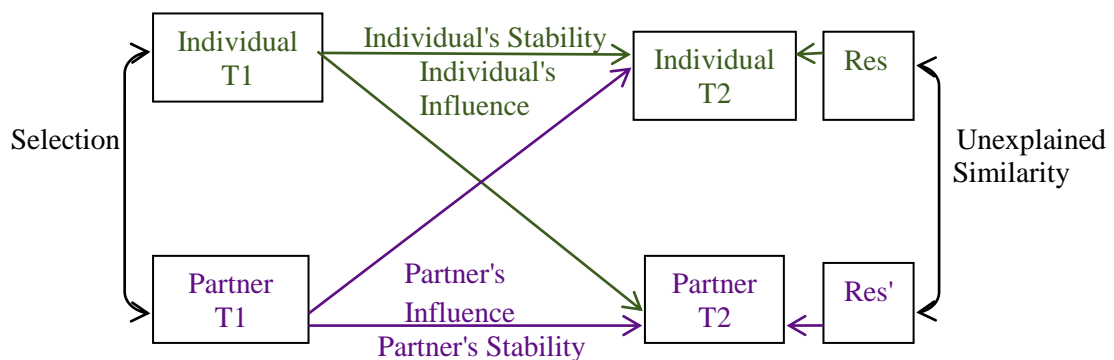 Individual
T1
Individual's Stability
Individual's
Influence
Individual
T2
Res
Selection
Unexplained
Similarity
Partner
T1
Partner's
Influence
Partner's Stability
Partner
T2
Res'